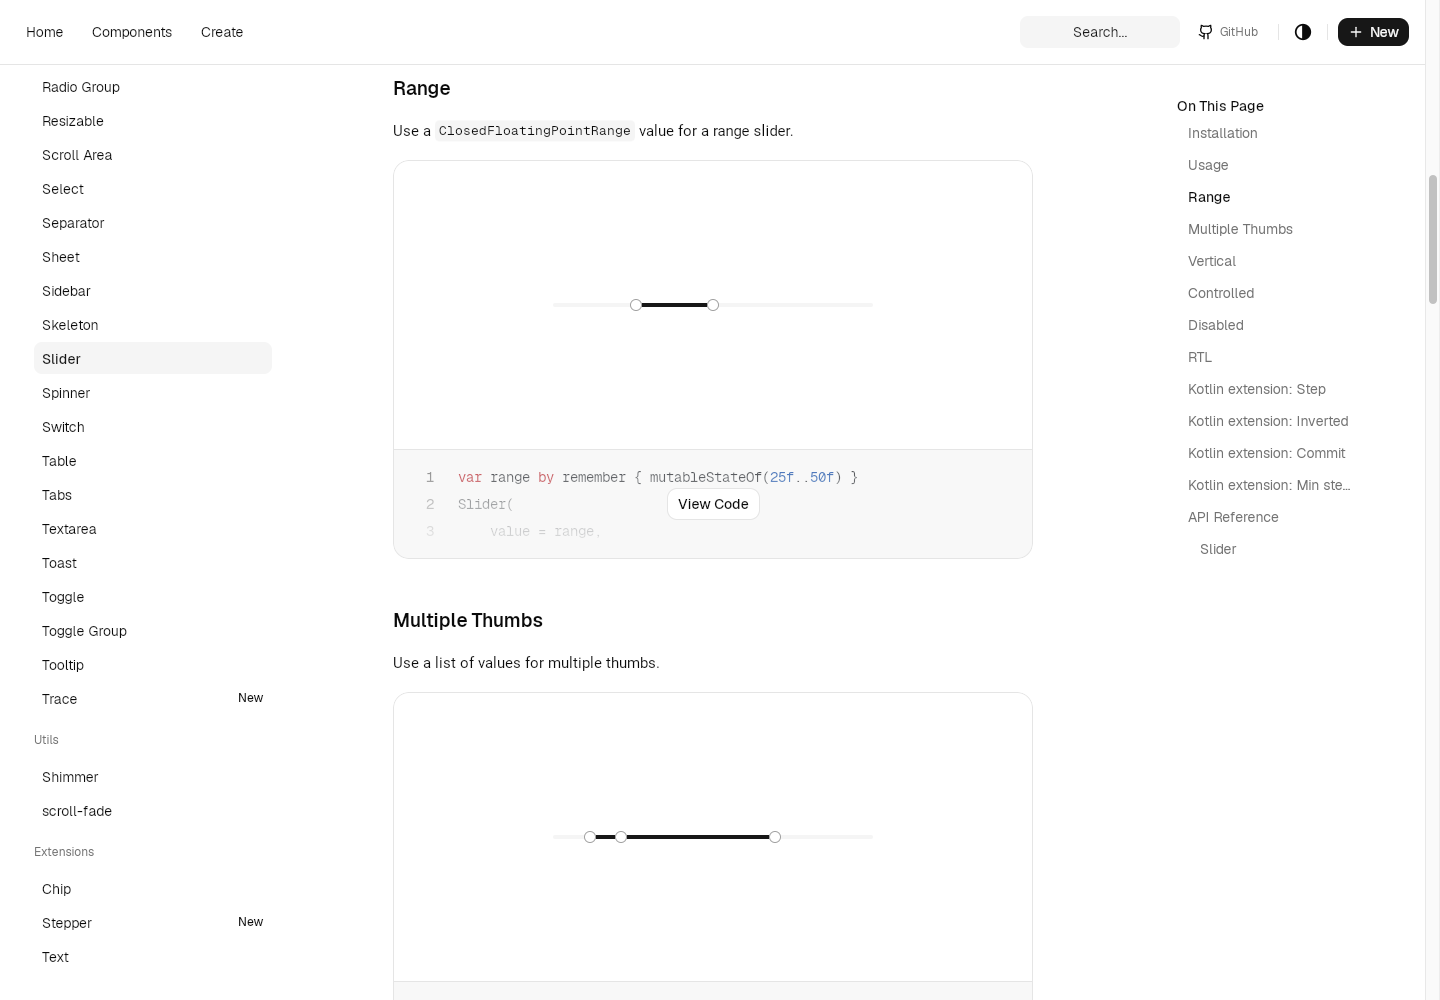 Home
Components
Create
Search...
GitHub
New
Radio Group
Resizable
Scroll Area
Select
Separator
Sheet
Sidebar
Skeleton
Slider
Spinner
Switch
Table
Tabs
Textarea
Toast
Toggle
Toggle Group
Tooltip
Trace New
Utils
Shimmer
scroll-fade
Extensions
Chip
Stepper New
Text
Range
Use a ClosedFloatingPointRange value for a range slider.
1 var range by remember { mutableStateOf(25f..50f) }
2 Slider(
View Code
3 value = range,
Multiple Thumbs
Use a list of values for multiple thumbs.
On This Page
Installation
Usage
Range
Multiple Thumbs
Vertical
Controlled
Disabled
RTL
Kotlin extension: Step
Kotlin extension: Inverted
Kotlin extension: Commit
Kotlin extension: Min ste...
API Reference
Slider